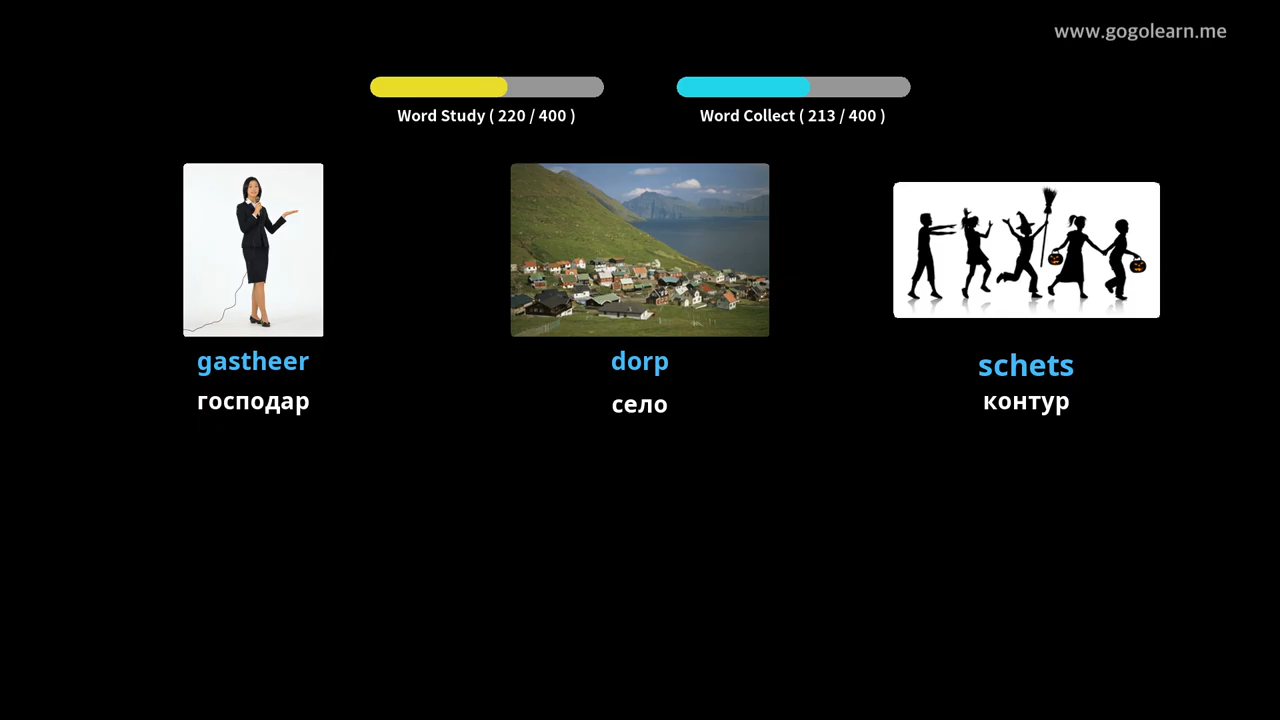 www.gogolearn.me
Word Study ( 220 / 400 )
Word Collect ( 213 / 400 )
gastheer
господар
dorp
село
schets
контур